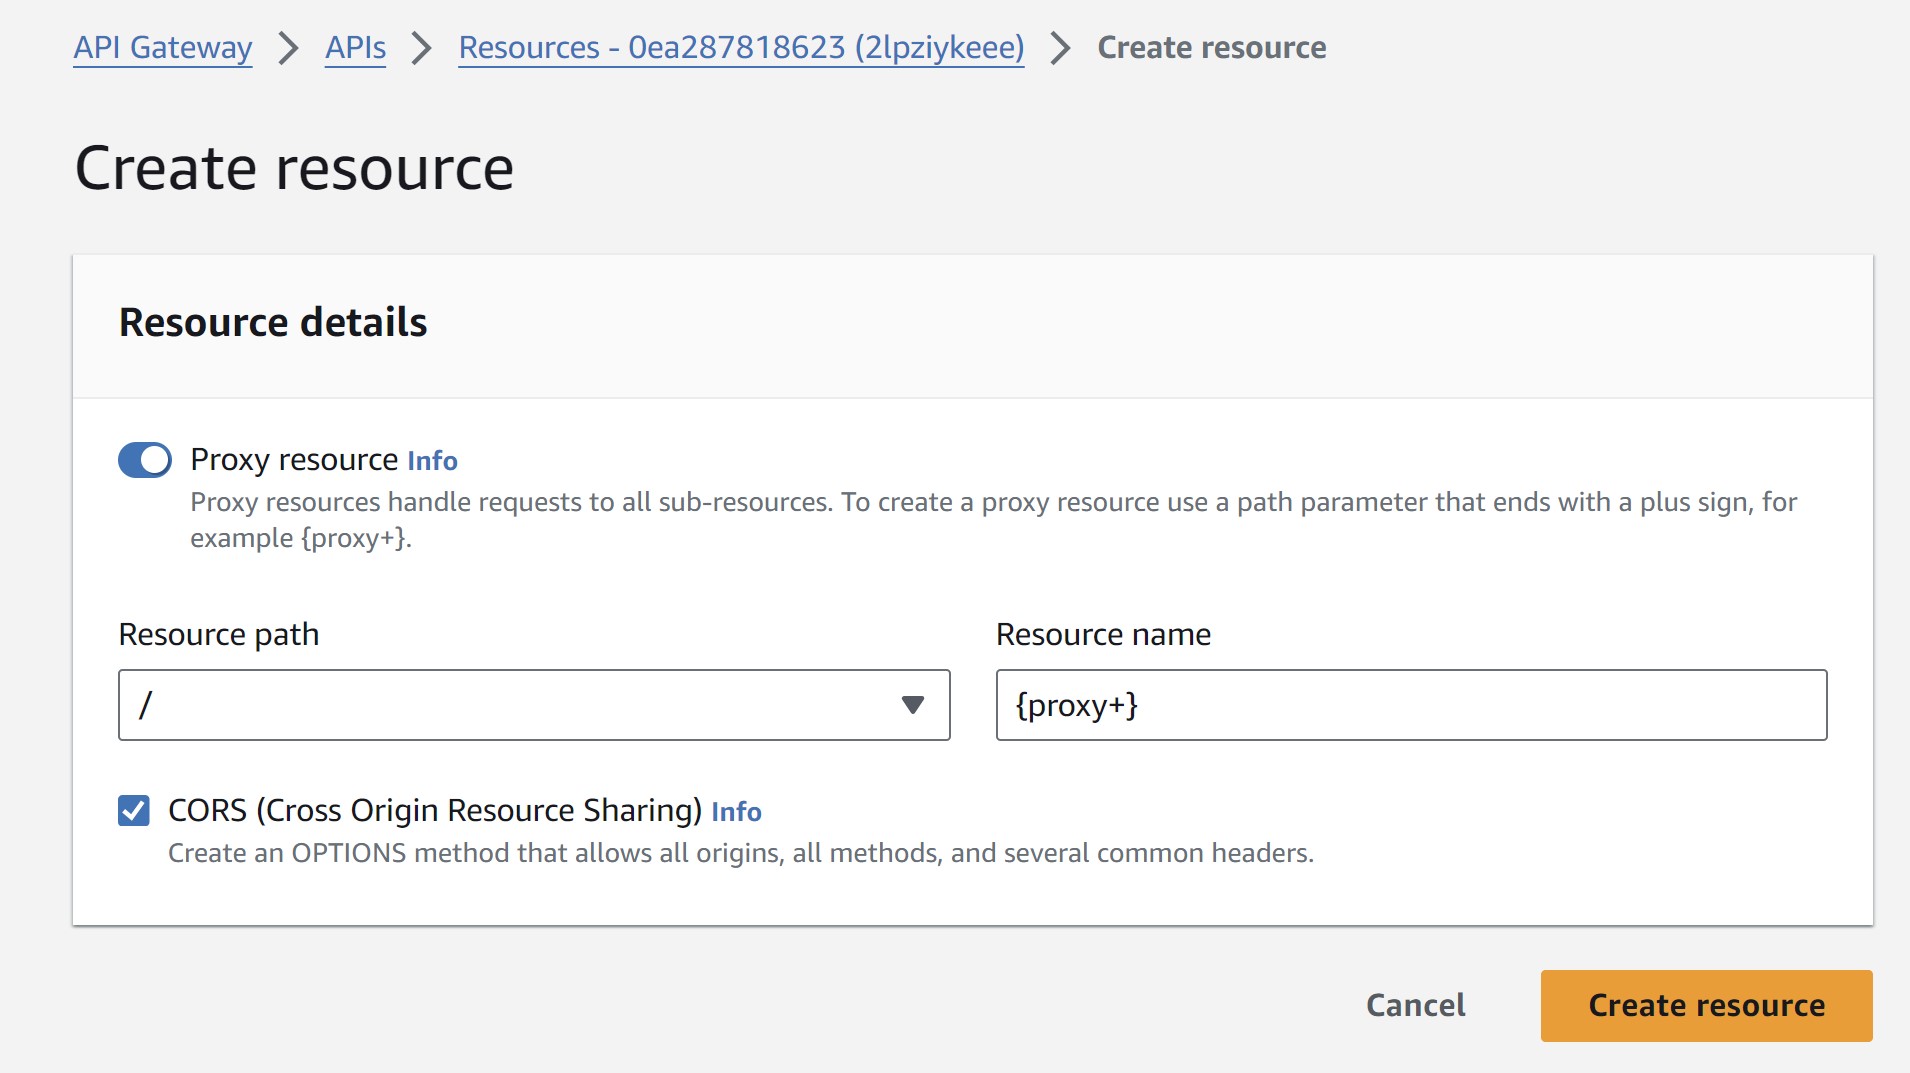 API Gateway > APIs > Resources - 0ea287818623 (2lpziykeee) > Create resource
Create resource
Resource details
Proxy resource Info
Proxy resources handle requests to all sub-resources. To create a proxy resource use a path parameter that ends with a plus sign, for
example {proxy+}.
Resource path
/
Resource name
{proxy+}
CORS (Cross Origin Resource Sharing) Info
Create an OPTIONS method that allows all origins, all methods, and several common headers.
Cancel
Create resource